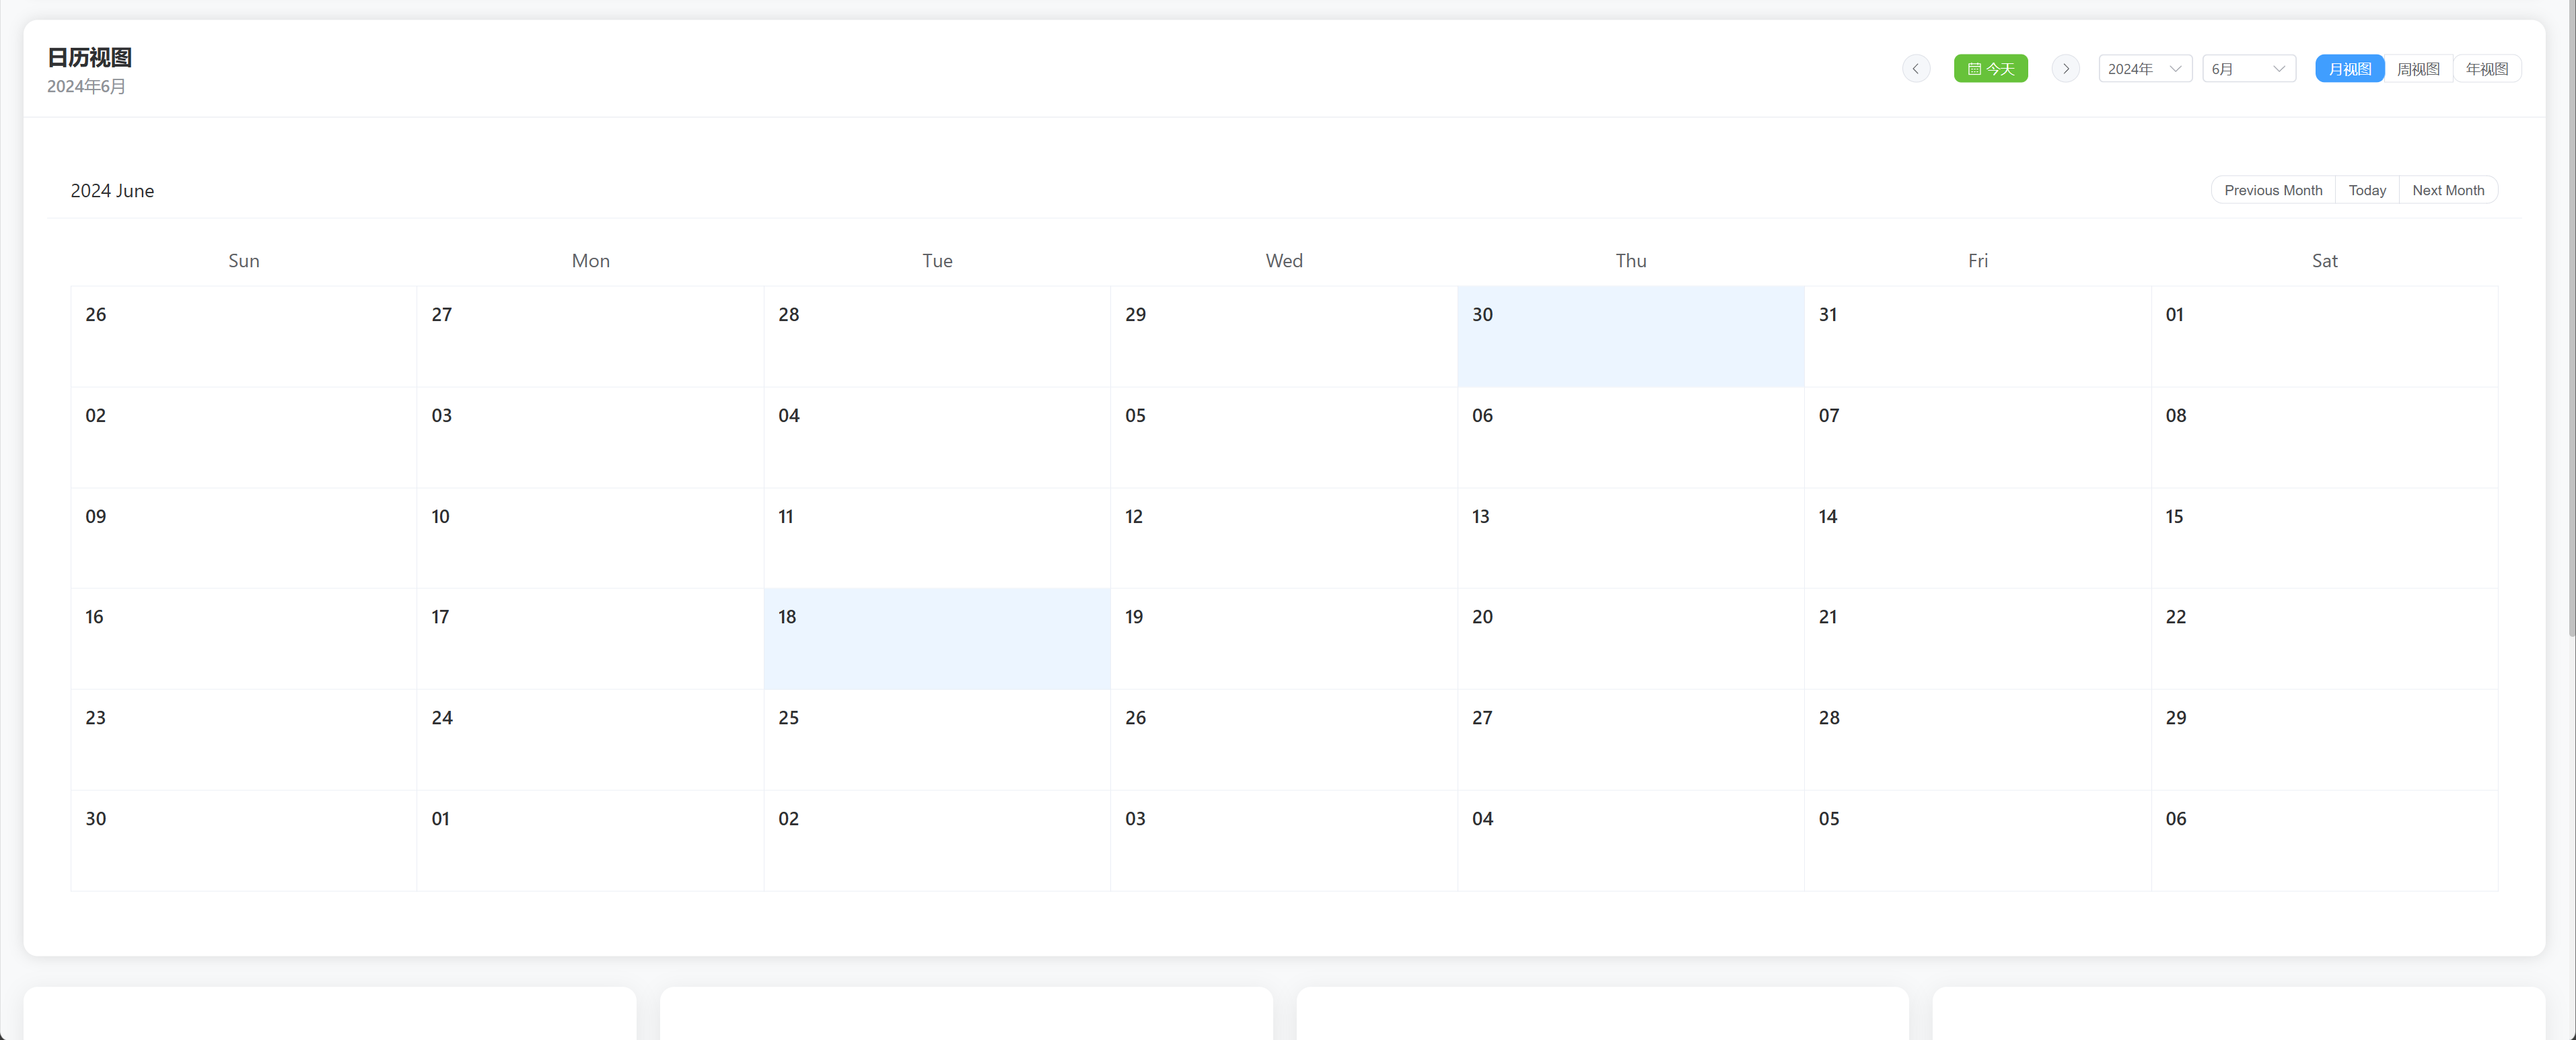 日历视图
2024年6月
今天 2024年 6月 月视图 周视图 年视图
2024 June
Previous Month Today Next Month
Sun Mon Tue Wed Thu Fri Sat
26 27 28 29 30 31 01
02 03 04 05 06 07 08
09 10 11 12 13 14 15
16 17 18 19 20 21 22
23 24 25 26 27 28 29
30 01 02 03 04 05 06